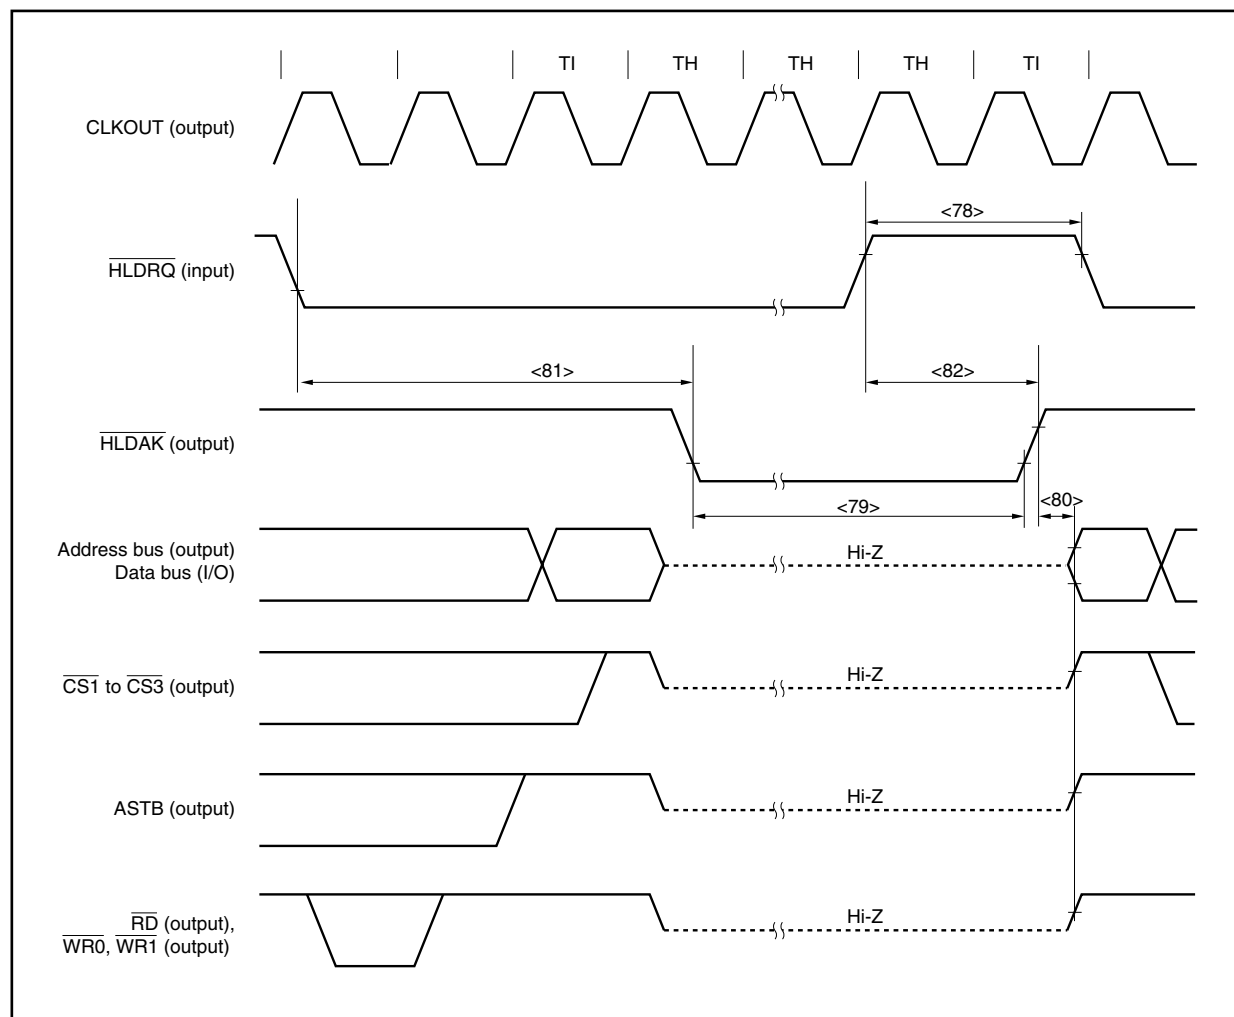 TI TH TH TH TI
CLKOUT (output)
<78>
HLDRQ (input)
<81> <82>
HLDAK (output)
<79> <80>
Address bus (output)
Data bus (I/O)
Hi-Z
CS1 to CS3 (output)
Hi-Z
ASTB (output)
Hi-Z
RD (output),
WR0, WR1 (output)
Hi-Z